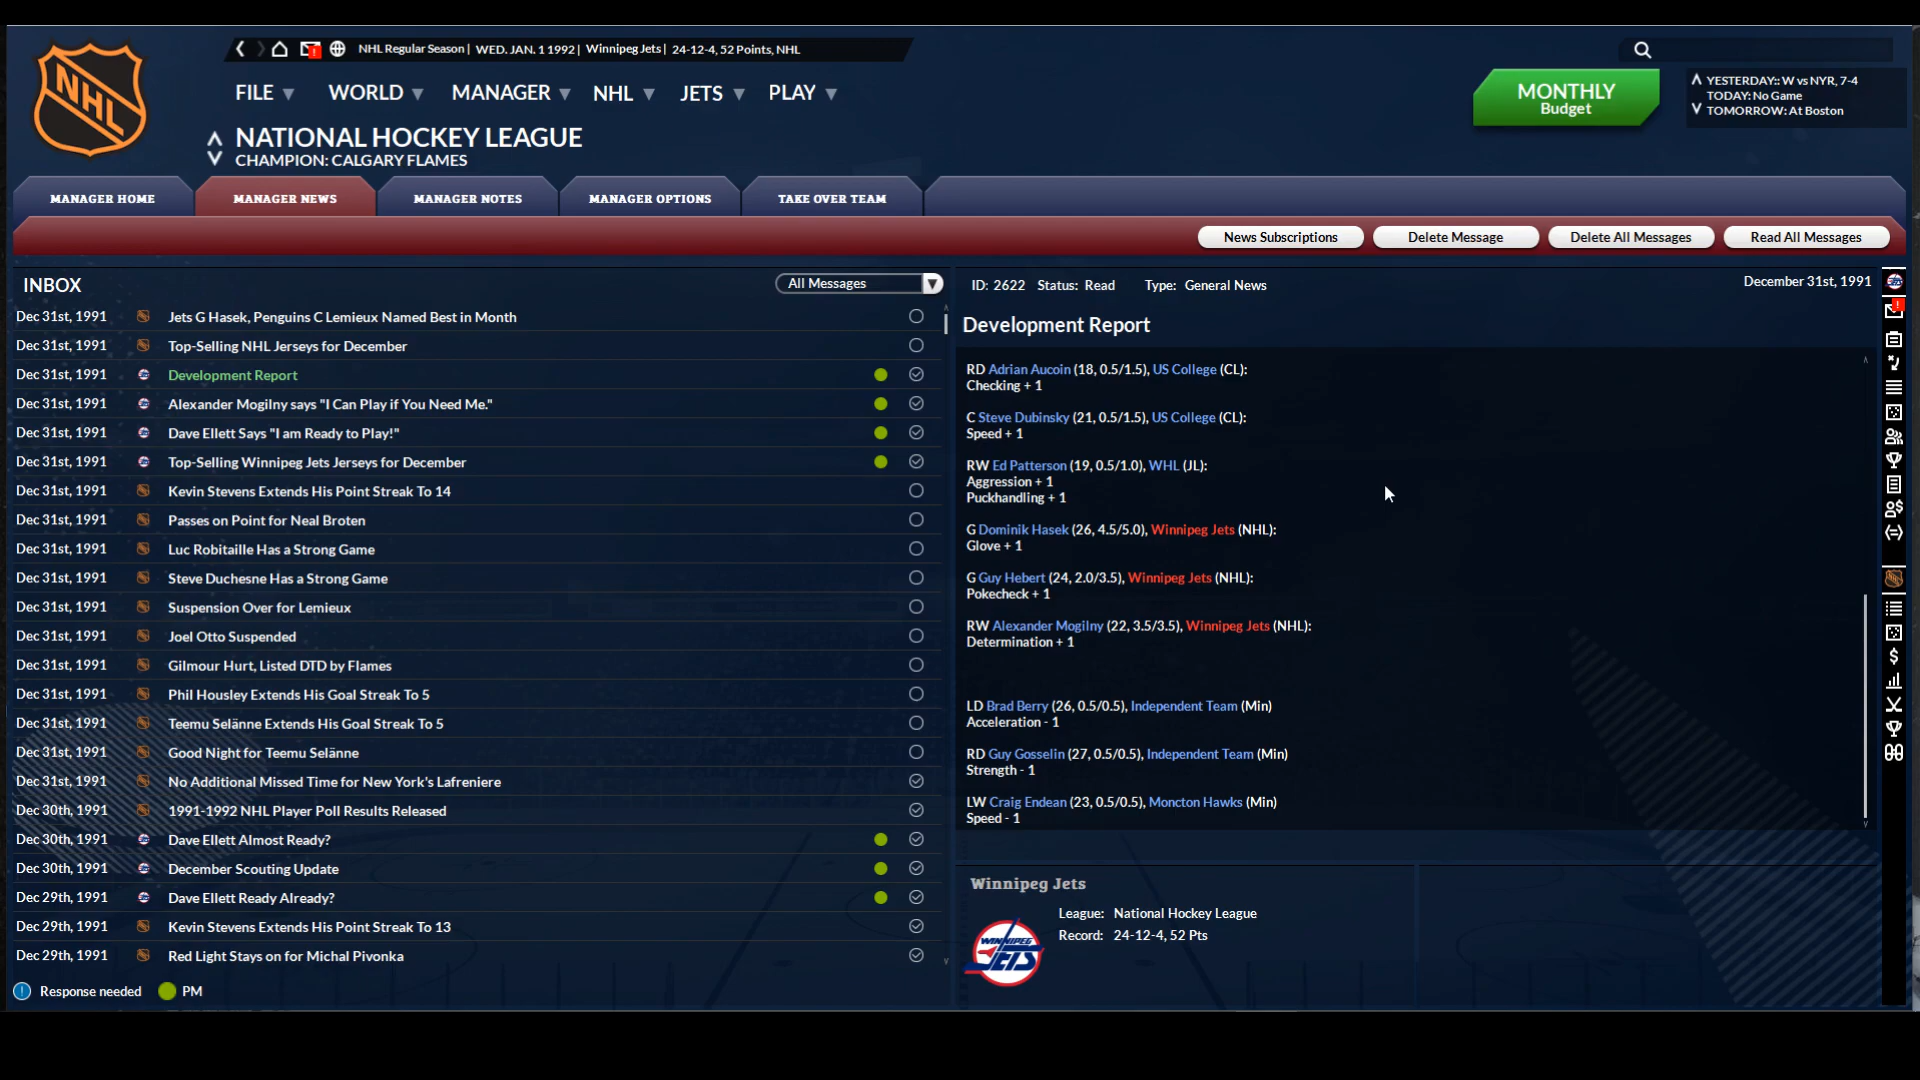 NHL
NHL Regular Season | WED. JAN. 1 1992 | Winnipeg Jets | 24-12-4, 52 Points, NHL
FILE WORLD MANAGER NHL JETS PLAY
NATIONAL HOCKEY LEAGUE
CHAMPION: CALGARY FLAMES
MONTHLY
Budget
YESTERDAY:: W vs NYR, 7-4
TODAY: No Game
TOMORROW: At Boston
MANAGER HOME MANAGER NEWS MANAGER NOTES MANAGER OPTIONS TAKE OVER TEAM
News Subscriptions Delete Message Delete All Messages Read All Messages
INBOX All Messages
Dec 31st, 1991 Jets G Hasek, Penguins C Lemieux Named Best in Month
Dec 31st, 1991 Top-Selling NHL Jerseys for December
Dec 31st, 1991 Development Report
Dec 31st, 1991 Alexander Mogilny says "I Can Play if You Need Me."
Dec 31st, 1991 Dave Ellett Says "I am Ready to Play!"
Dec 31st, 1991 Top-Selling Winnipeg Jets Jerseys for December
Dec 31st, 1991 Kevin Stevens Extends His Point Streak To 14
Dec 31st, 1991 Passes on Point for Neal Broten
Dec 31st, 1991 Luc Robitaille Has a Strong Game
Dec 31st, 1991 Steve Duchesne Has a Strong Game
Dec 31st, 1991 Suspension Over for Lemieux
Dec 31st, 1991 Joel Otto Suspended
Dec 31st, 1991 Gilmour Hurt, Listed DTD by Flames
Dec 31st, 1991 Phil Housley Extends His Goal Streak To 5
Dec 31st, 1991 Teemu Selänne Extends His Goal Streak To 5
Dec 31st, 1991 Good Night for Teemu Selänne
Dec 31st, 1991 No Additional Missed Time for New York's Lafreniere
Dec 30th, 1991 1991-1992 NHL Player Poll Results Released
Dec 30th, 1991 Dave Ellett Almost Ready?
Dec 30th, 1991 December Scouting Update
Dec 29th, 1991 Dave Ellett Ready Already?
Dec 29th, 1991 Kevin Stevens Extends His Point Streak To 13
Dec 29th, 1991 Red Light Stays on for Michal Pivonka
Response needed PM
ID: 2622 Status: Read Type: General News December 31st, 1991
Development Report
RD Adrian Aucoin (18, 0.5/1.5), US College (CL):
Checking + 1
C Steve Dubinsky (21, 0.5/1.5), US College (CL):
Speed + 1
RW Ed Patterson (19, 0.5/1.0), WHL (JL):
Aggression + 1
Puckhandling + 1
G Dominik Hasek (26, 4.5/5.0), Winnipeg Jets (NHL):
Glove + 1
G Guy Hebert (24, 2.0/3.5), Winnipeg Jets (NHL):
Pokecheck + 1
RW Alexander Mogilny (22, 3.5/3.5), Winnipeg Jets (NHL):
Determination + 1
LD Brad Berry (26, 0.5/0.5), Independent Team (Min)
Acceleration - 1
RD Guy Gosselin (27, 0.5/0.5), Independent Team (Min)
Strength - 1
LW Craig Endean (23, 0.5/0.5), Moncton Hawks (Min)
Speed - 1
Winnipeg Jets
League: National Hockey League
Record: 24-12-4, 52 Pts
WINNIPEG
JETS